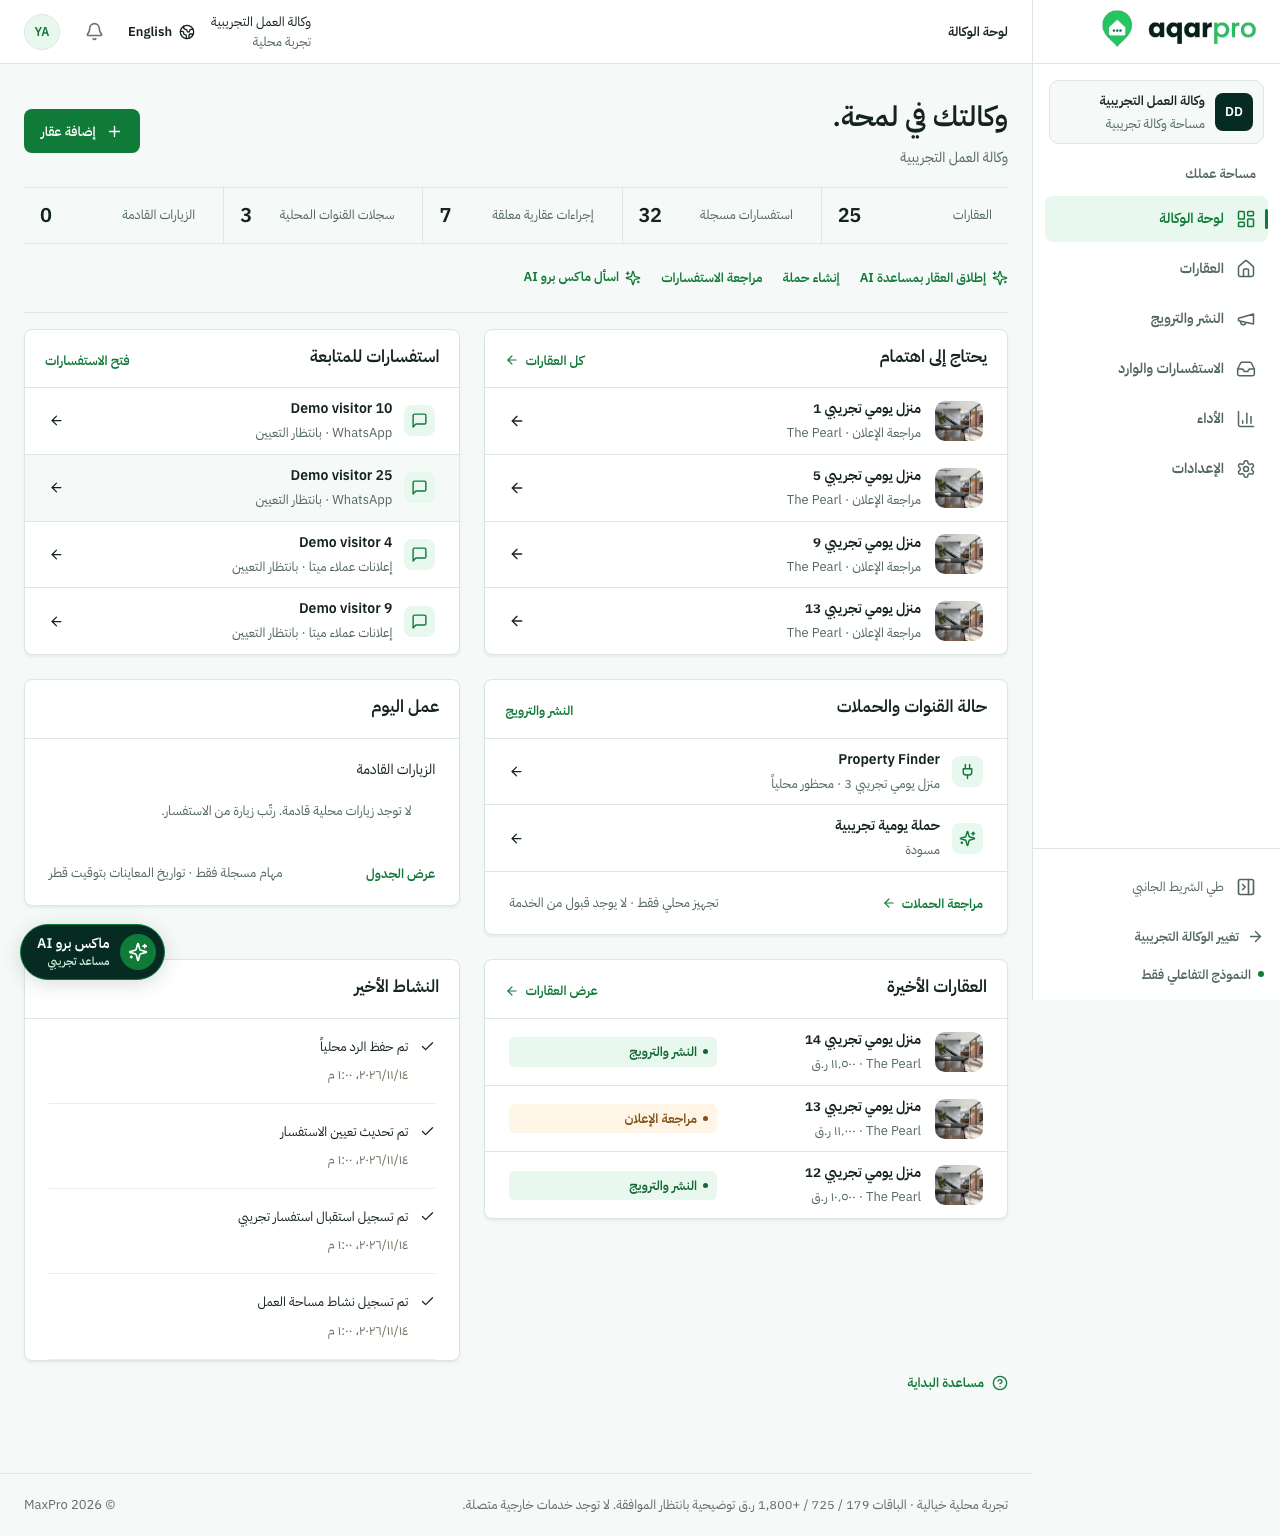 aqarpro
لوحة لوكالة
وكالة العمل التجريبية
تجربة محلية
English
YA
DD
وكالة العمل التجريبية
مساحة وكالة تجريبية
مساحة عملك
لوحة الوكالة
العقارات
النشر والترويج
الاستفسارات والوارد
الأداء
الإعدادات
طي الشريط الجانبي
تغيير الوكالة التجريبية
النموذج التفاعلي فقط
وكالتك في لمحة.
وكالة العمل التجريبية
إضافة عقار
العقارات 25
استفسارات مسجلة 32
إجراءات عقارية معلقة 7
سجلات القنوات المحلية 3
الزيارات القادمة 0
إطلاق العقار بمساعدة AI
إنشاء حملة
مراجعة الاستفسارات
اسأل ماكس برو AI
يحتاج إلى اهتمام
كل العقارات
منزل يومي تجريبي 1
مراجعة الإعلان · The Pearl
منزل يومي تجريبي 5
مراجعة الإعلان · The Pearl
منزل يومي تجريبي 9
مراجعة الإعلان · The Pearl
منزل يومي تجريبي 13
مراجعة الإعلان · The Pearl
استفسارات للمتابعة
فتح الاستفسارات
Demo visitor 10
WhatsApp · بانتظار التعيين
Demo visitor 25
WhatsApp · بانتظار التعيين
Demo visitor 4
إعلانات عملاء ميتا · بانتظار التعيين
Demo visitor 9
إعلانات عملاء ميتا · بانتظار التعيين
حالة القنوات والحملات
النشر والترويج
Property Finder
منزل يومي تجريبي 3 · محظور محلياً
حملة يومية تجريبية
مسودة
مراجعة الحملات
تجهيز محلي فقط · لا يوجد قبول من الخدمة
عمل اليوم
الزيارات القادمة
لا توجد زيارات محلية قادمة. رتّب زيارة من الاستفسار.
عرض الجدول
مهام مسجلة فقط · تواريخ المعاينات بتوقيت قطر
ماكس برو AI
مساعد تجريبي
العقارات الأخيرة
عرض العقارات
منزل يومي تجريبي 14
The Pearl · ١١٬٥٠٠ ر.ق
النشر والترويج
منزل يومي تجريبي 13
The Pearl · ١١٬٠٠٠ ر.ق
مراجعة الإعلان
منزل يومي تجريبي 12
The Pearl · ١٠٬٥٠٠ ر.ق
النشر والترويج
النشاط الأخير
تم حفظ الرد محلياً
٢٠٢٦/١١/١٤، ١:٠٠ م
تم تحديث تعيين الاستفسار
٢٠٢٦/١١/١٤، ١:٠٠ م
تم تسجيل استقبال استفسار تجريبي
٢٠٢٦/١١/١٤، ١:٠٠ م
تم تسجيل نشاط مساحة العمل
٢٠٢٦/١١/١٤، ١:٠٠ م
مساعدة البداية
تجربة محلية خيالية · الباقات 179 / 725 / +1,800 ر.ق توضيحية بانتظار الموافقة. لا توجد خدمات خارجية متصلة.
© 2026 MaxPro